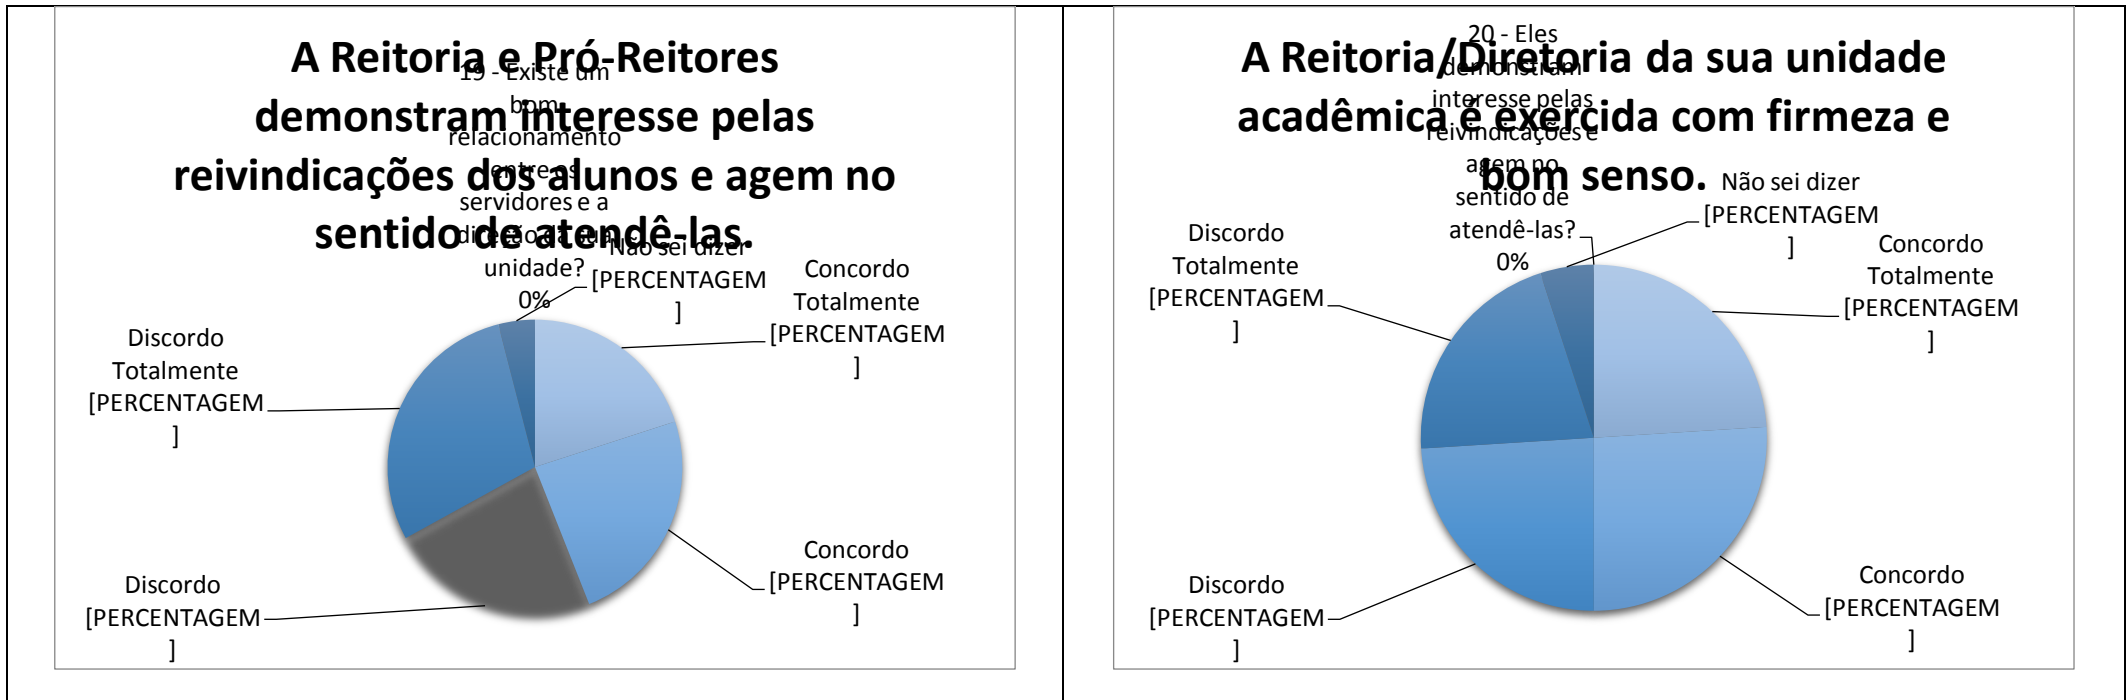 A Reitoria e Pró-Reitores
demonstram interesse pelas
reivindicações dos alunos e agem no
sentido de atendê-las.
19 - Existe um
bom
relacionamento
entre os
servidores e a
direção da sua
unidade?
0%
Não sei dizer
[PERCENTAGEM
]
Concordo
Totalmente
[PERCENTAGEM
]
Discordo
Totalmente
[PERCENTAGEM
]
Concordo
[PERCENTAGEM
]
Discordo
[PERCENTAGEM
]
A Reitoria/Diretoria da sua unidade
acadêmica é exercida com firmeza e
bom senso.
20 - Eles
demonstram
interesse pelas
reivindicações e
agem no
sentido de
atendê-las?
0%
Não sei dizer
[PERCENTAGEM
]
Discordo
Totalmente
[PERCENTAGEM
]
Concordo
Totalmente
[PERCENTAGEM
]
Concordo
[PERCENTAGEM
]
Discordo
[PERCENTAGEM
]